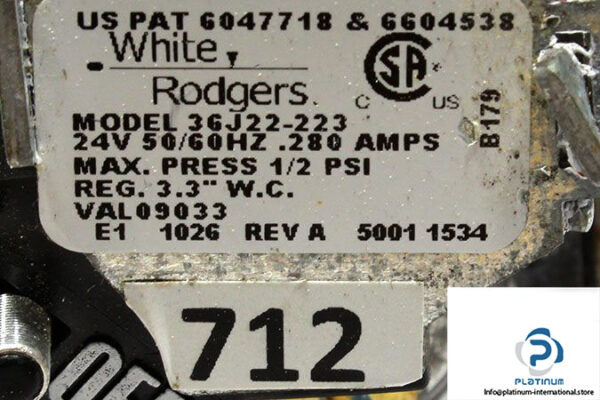 US PAT 6047718 & 6604538
White
Rodgers
CSA
C US
MODEL 36J22-223
24V 50/60HZ .280 AMPS
MAX. PRESS 1/2 PSI
REG. 3.3" W.C.
VAL09033
E1 1026 REV A 5001 1534
B179
712
PLATINUM
Info@platinum-international.store